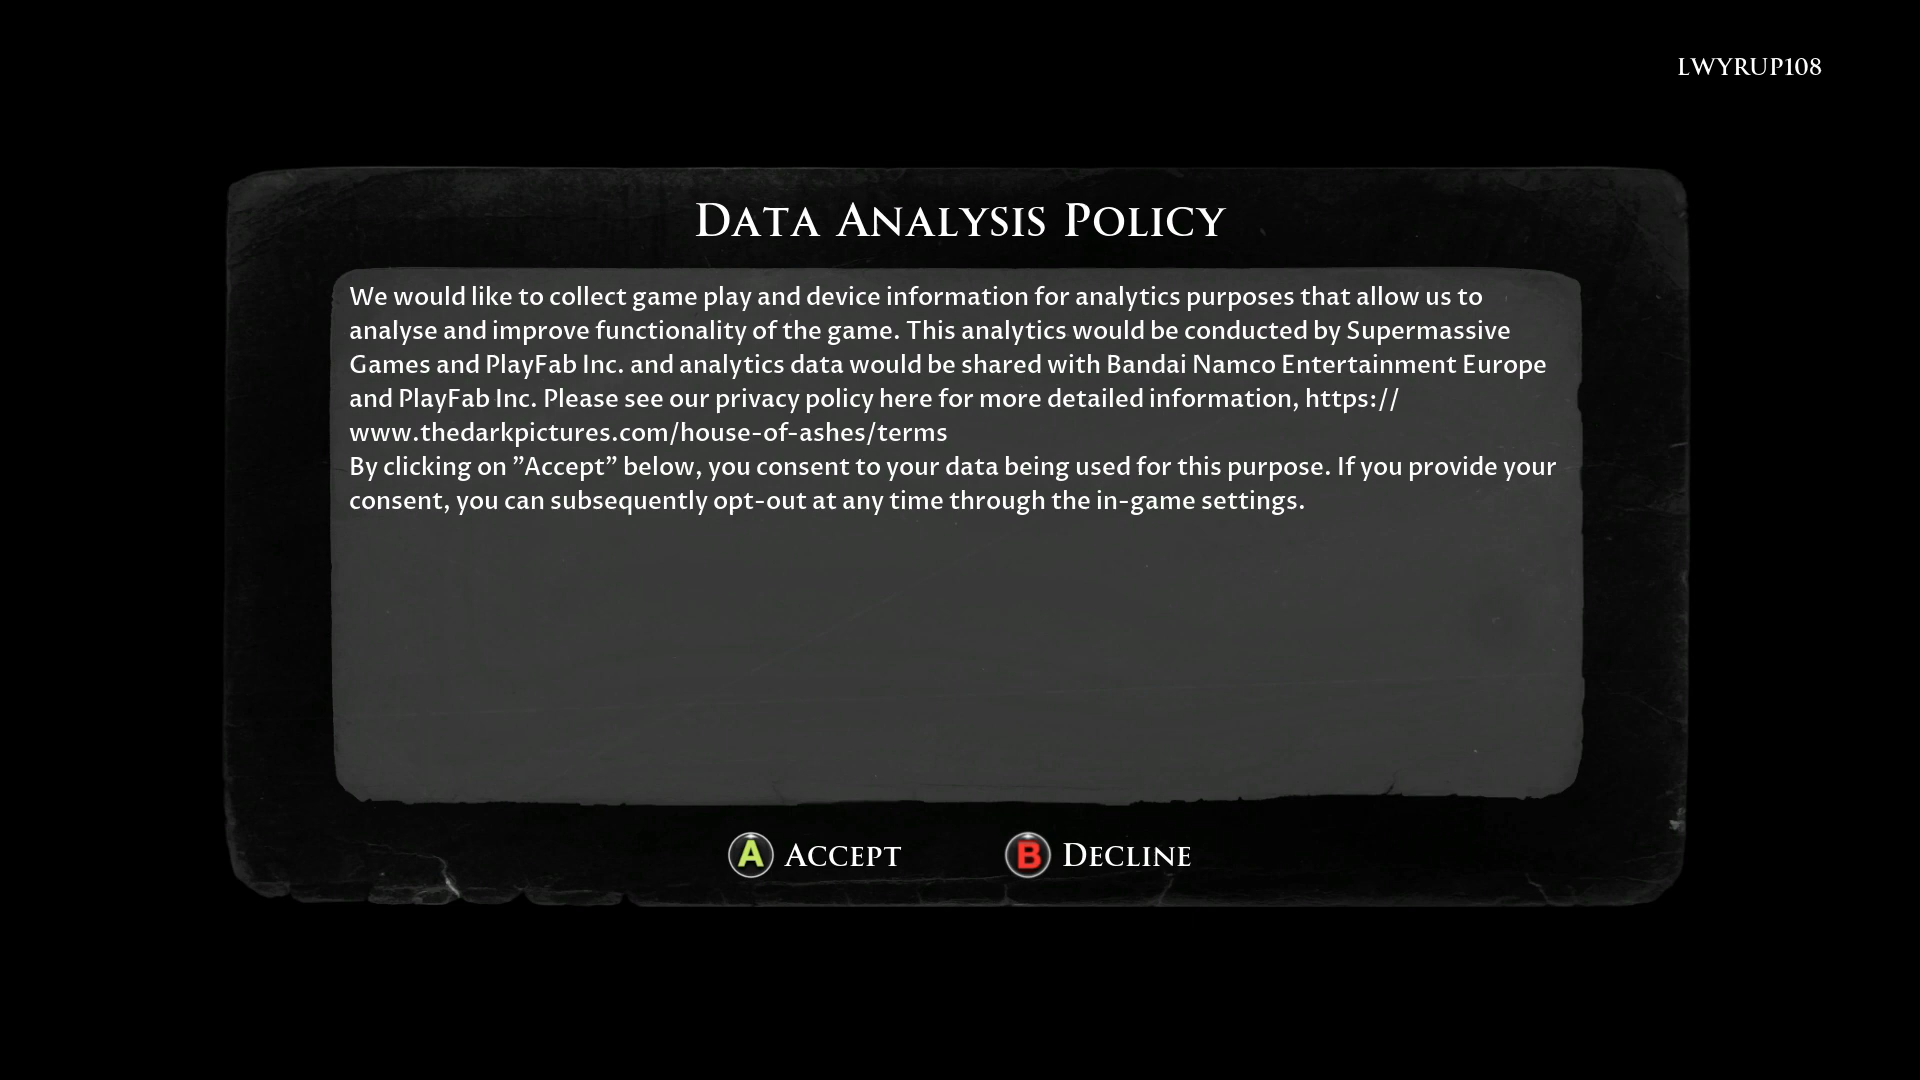 LWYRUP108
Data Analysis Policy
We would like to collect game play and device information for analytics purposes that allow us to
analyse and improve functionality of the game. This analytics would be conducted by Supermassive
Games and PlayFab Inc. and analytics data would be shared with Bandai Namco Entertainment Europe
and PlayFab Inc. Please see our privacy policy here for more detailed information, https://
www.thedarkpictures.com/house-of-ashes/terms
By clicking on ”Accept” below, you consent to your data being used for this purpose. If you provide your
consent, you can subsequently opt-out at any time through the in-game settings.
A Accept B Decline